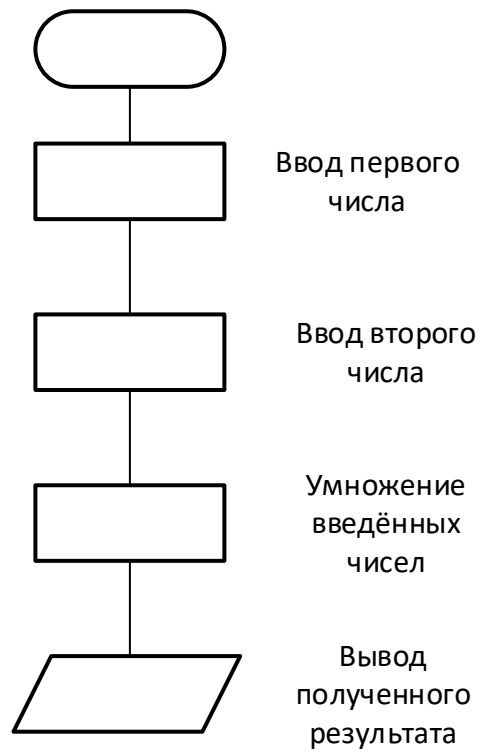 Ввод первого
числа
Ввод второго
числа
Умножение
введённых
чисел
Вывод
полученного
результата